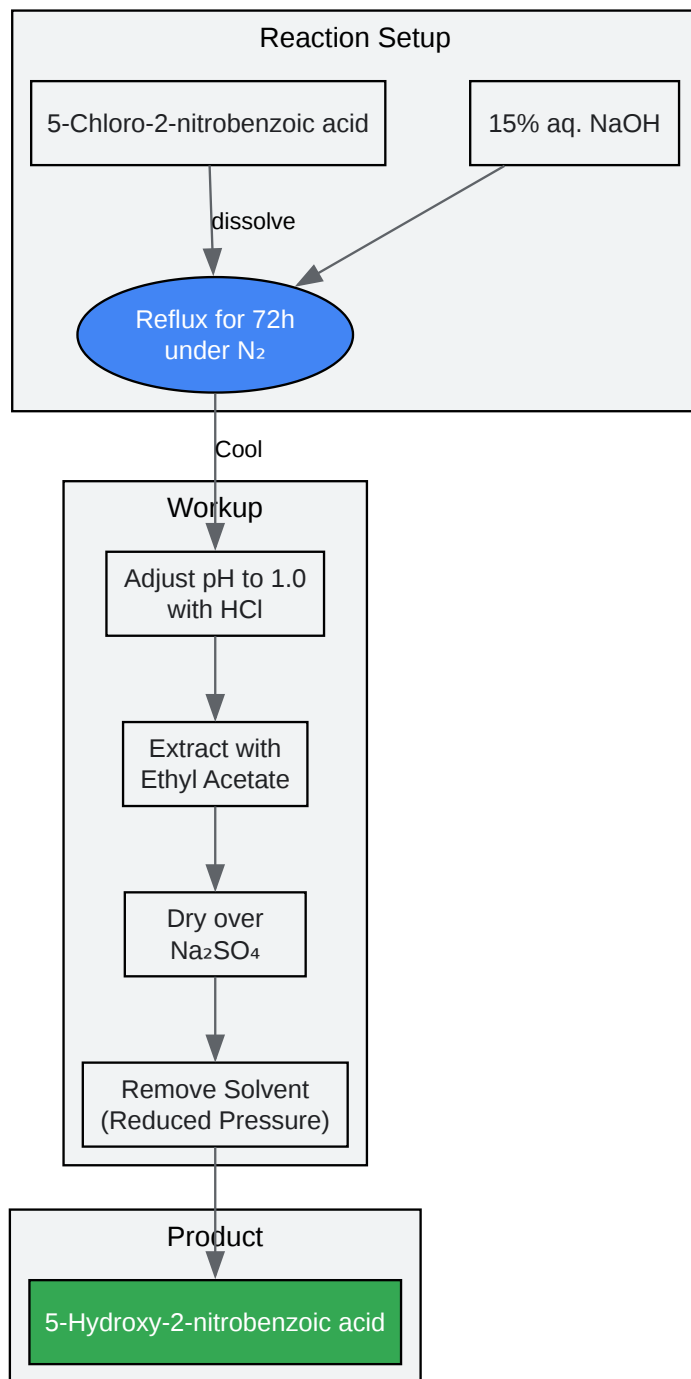 Reaction Setup
5-Chloro-2-nitrobenzoic acid
15% aq. NaOH
dissolve
Reflux for 72h
under N₂
Cool
Workup
Adjust pH to 1.0
with HCl
Extract with
Ethyl Acetate
Dry over
Na₂SO₄
Remove Solvent
(Reduced Pressure)
Product
5-Hydroxy-2-nitrobenzoic acid